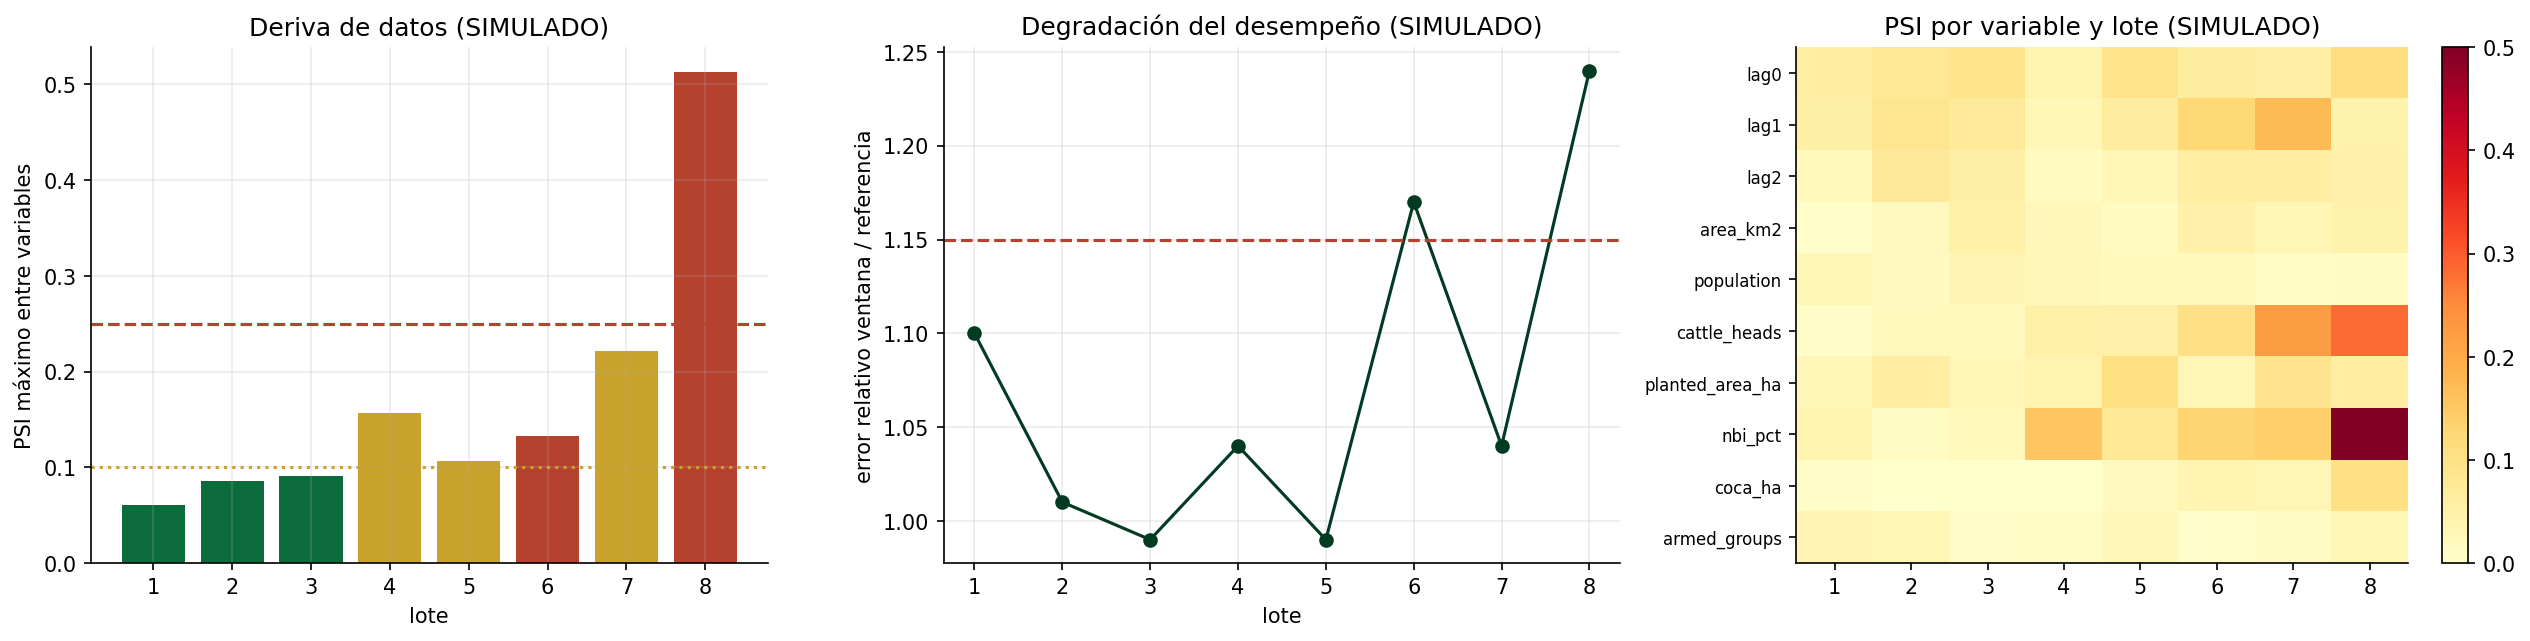 Deriva de datos (SIMULADO)
PSI máximo entre variables
0.5
0.4
0.3
0.2
0.1
0.0
1 2 3 4 5 6 7 8
lote
Degradación del desempeño (SIMULADO)
error relativo ventana / referencia
1.25
1.20
1.15
1.10
1.05
1.00
1 2 3 4 5 6 7 8
lote
PSI por variable y lote (SIMULADO)
lag0
lag1
lag2
area_km2
population
cattle_heads
planted_area_ha
nbi_pct
coca_ha
armed_groups
1 2 3 4 5 6 7 8
0.5
0.4
0.3
0.2
0.1
0.0